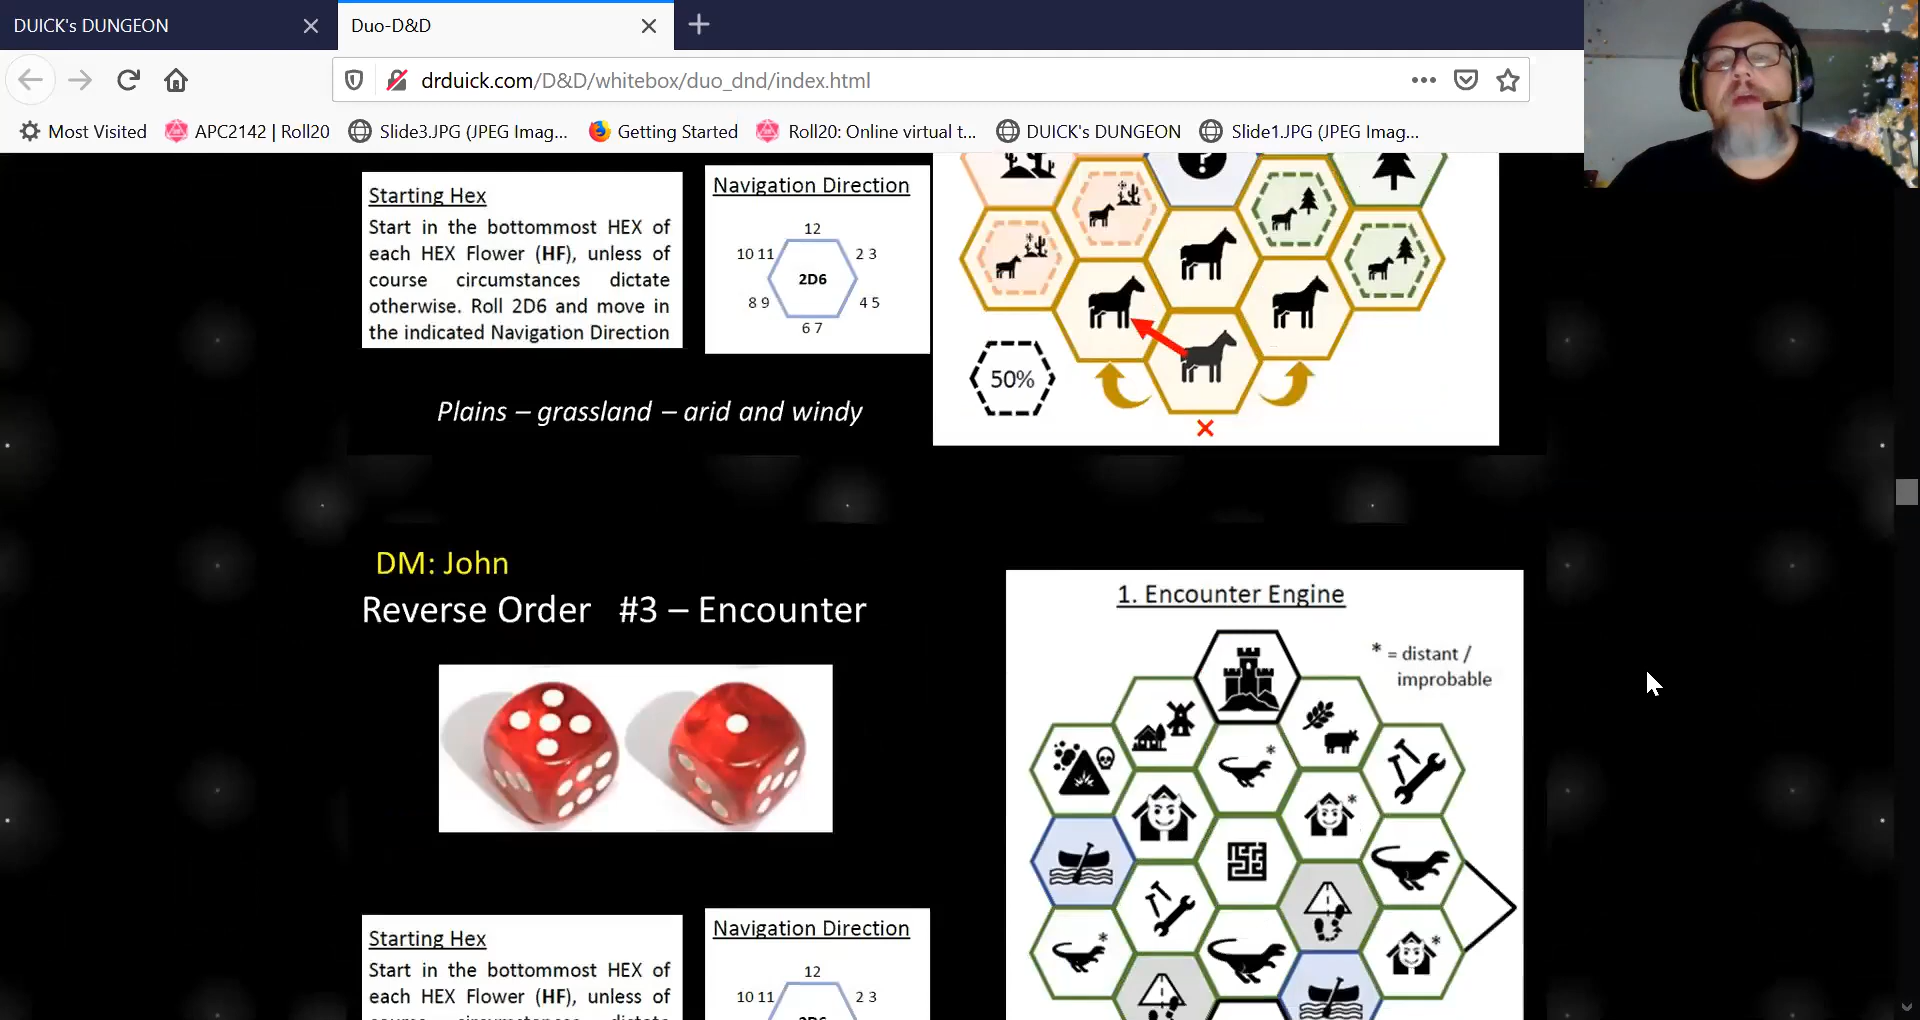 DUICK's DUNGEON
Duo-D&D
drduick.com/D&D/whitebox/duo_dnd/index.html
Most Visited
APC2142 | Roll20
Slide3.JPG (JPEG Imag...
Getting Started
Roll20: Online virtual t...
DUICK's DUNGEON
Slide1.JPG (JPEG Imag...
Starting Hex
Start in the bottommost HEX of
each HEX Flower (HF), unless of
course circumstances dictate
otherwise. Roll 2D6 and move in
the indicated Navigation Direction
Navigation Direction
12
10 11
2 3
2D6
8 9
4 5
6 7
?
50%
Plains – grassland – arid and windy
DM: John
Reverse Order #3 – Encounter
1. Encounter Engine
* = distant /
improbable
*
*
*
*
Starting Hex
Start in the bottommost HEX of
each HEX Flower (HF), unless of
Navigation Direction
12
10 11
2 3